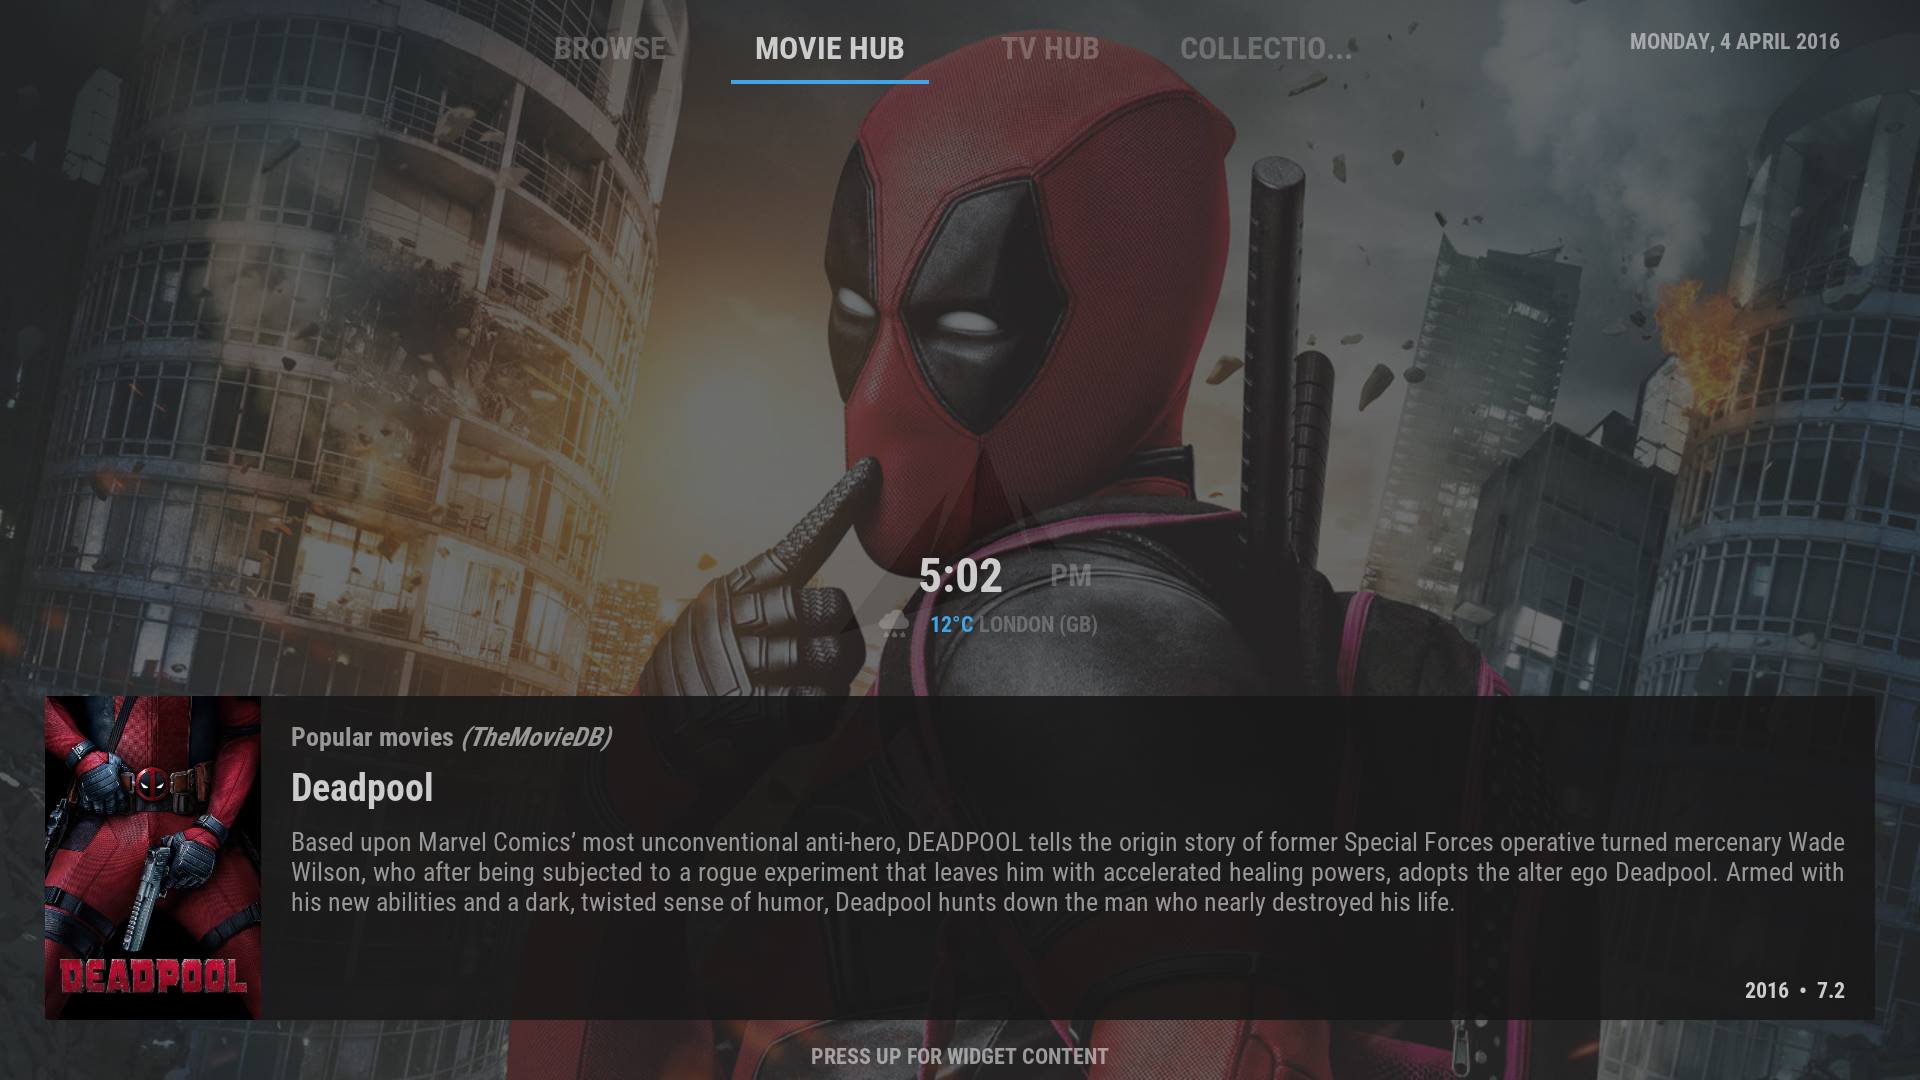 BROWSE MOVIE HUB TV HUB COLLECTIO... MONDAY, 4 APRIL 2016
5:02 PM
12°C LONDON (GB)
Popular movies (TheMovieDB)
Deadpool
Based upon Marvel Comics’ most unconventional anti-hero, DEADPOOL tells the origin story of former Special Forces operative turned mercenary Wade
Wilson, who after being subjected to a rogue experiment that leaves him with accelerated healing powers, adopts the alter ego Deadpool. Armed with
his new abilities and a dark, twisted sense of humor, Deadpool hunts down the man who nearly destroyed his life.
DEADPOOL
2016 • 7.2
PRESS UP FOR WIDGET CONTENT